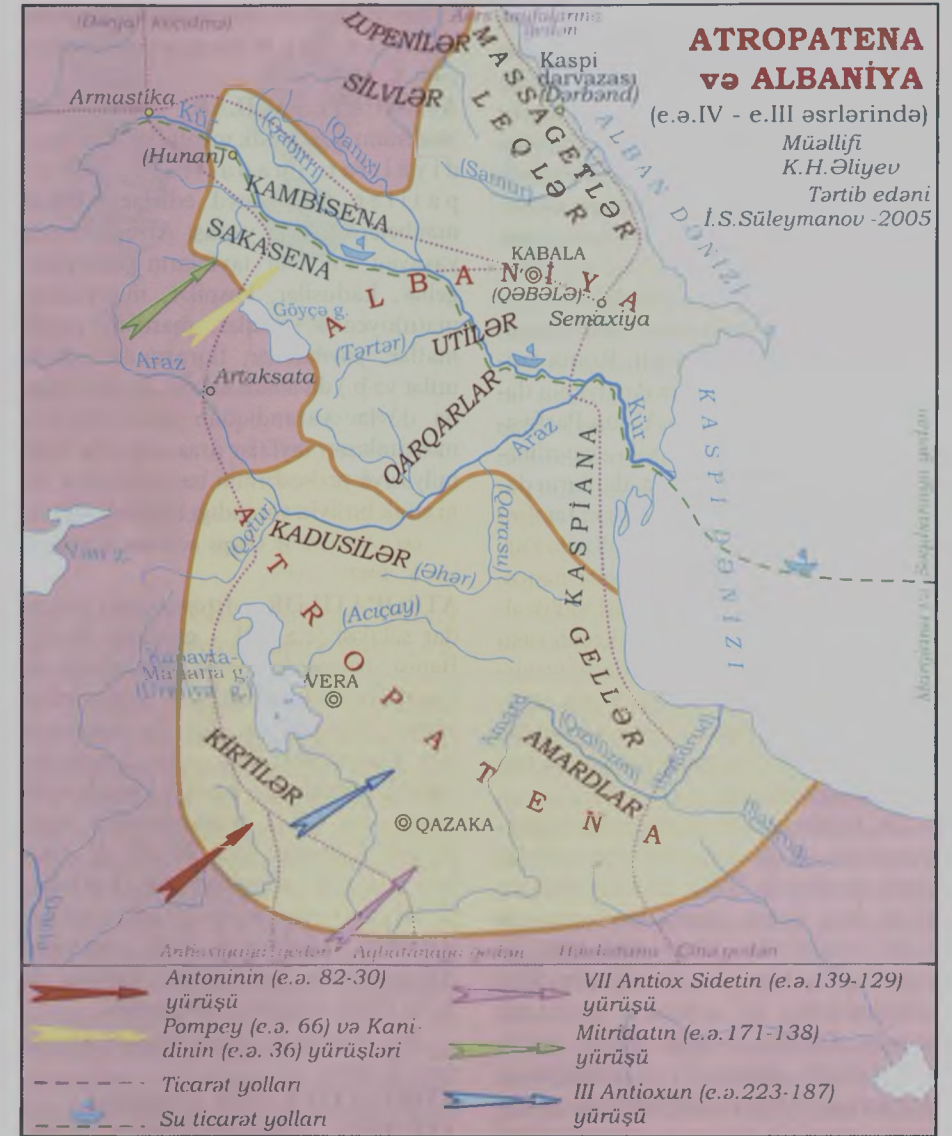 ATROPATENA
və ALBANİYA
(e.ə.IV - e.III əsrlərində)
Müəllifi
K.H.Əliyev
Tərtib edəni
İ.S.Süleymanov -2005
LUPENİLƏR
SİLVLƏR
MASSAGETLƏR
LEQLƏR
Kaspi
darvazası
(Dərbənd)
ALBAN DƏNİZİ
Armastika
Kür
(Hunan)
(Qabırrı)
(Qanıx)
(Samur)
KAMBİSENA
SAKASENA
KABALA
(QƏBƏLƏ)
Semaxiya
ALBANİYA
Göyçə g.
(Tərtər)
UTİLƏR
Araz
Artaksata
QARQARLAR
Araz
Kür
KASPİANA
KASPİ DƏNİZİ
(Qotur)
KADUSİLƏR
Qarasu
(Əhər)
Van g.
(Acıçay)
ATROPATENA
Kapavta-
(Urmiya g.)
VERA
GELLƏR
Amard
AMARDLAR
KİRTİLƏR
QAZAKA
Antoninin (e.ə. 82-30)
yürüşü
Pompey (e.ə. 66) və Kani-
dinin (e.ə. 36) yürüşləri
Ticarət yolları
Su ticarət yolları
VII Antiox Sidetin (e.ə.139-129)
yürüşü
Mitridatın (e.ə.171-138)
yürüşü
III Antioxun (e.ə.223-187)
yürüşü